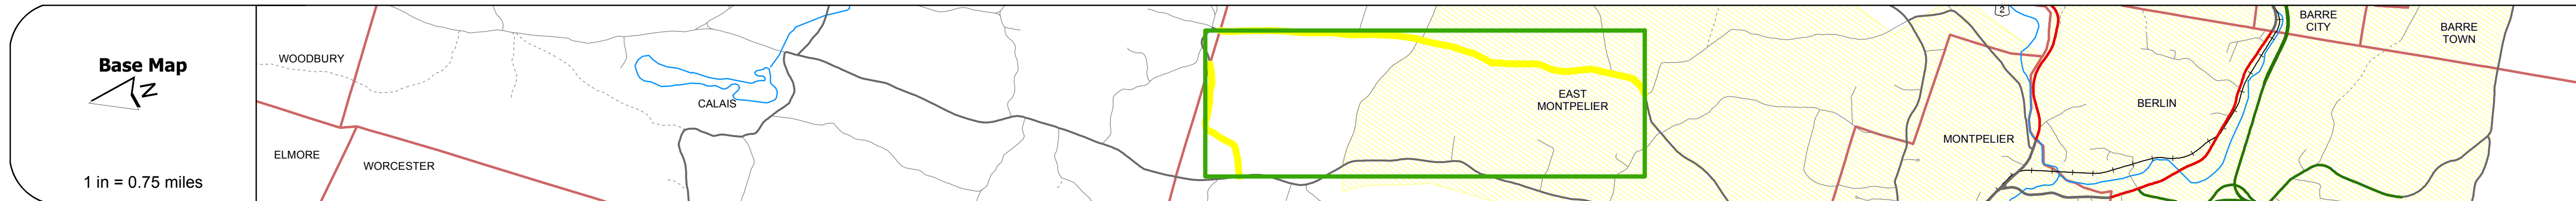 Base Map
N
1 in = 0.75 miles
WOODBURY
ELMORE
WORCESTER
CALAIS
EAST
MONTPELIER
MONTPELIER
2
BERLIN
BARRE
CITY
BARRE
TOWN